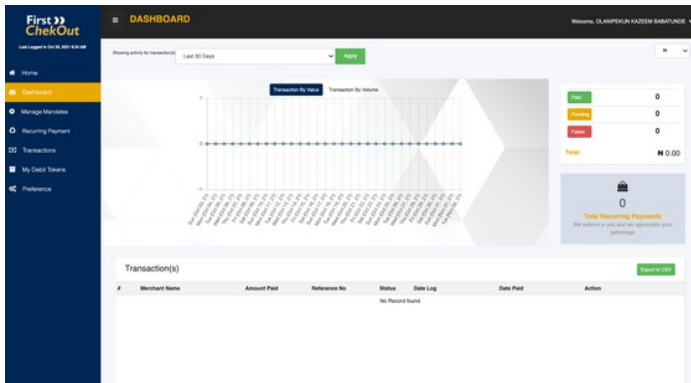 First
ChekOut
DASHBOARD
Welcome, OLANIPEKUN KAZEEM BABATUNDE
Last Logged In Oct 28, 2021 8:34 AM
Showing activity for transaction(s)
Last 30 Days
Apply
₦
Home
Dashboard
Manage Mandates
Recurring Payment
Transactions
My Debit Tokens
Preference
Transaction By Value
Transaction By Volume
1
0
-1
Paid
0
Pending
0
Failed
0
Total:
₦ 0.00
0
Total Recurring Payments
We believe in you and we appreciate your
patronage
Transaction(s)
Export to CSV
#
Merchant Name
Amount Paid
Reference No
Status
Date Log
Date Paid
Action
No Record found